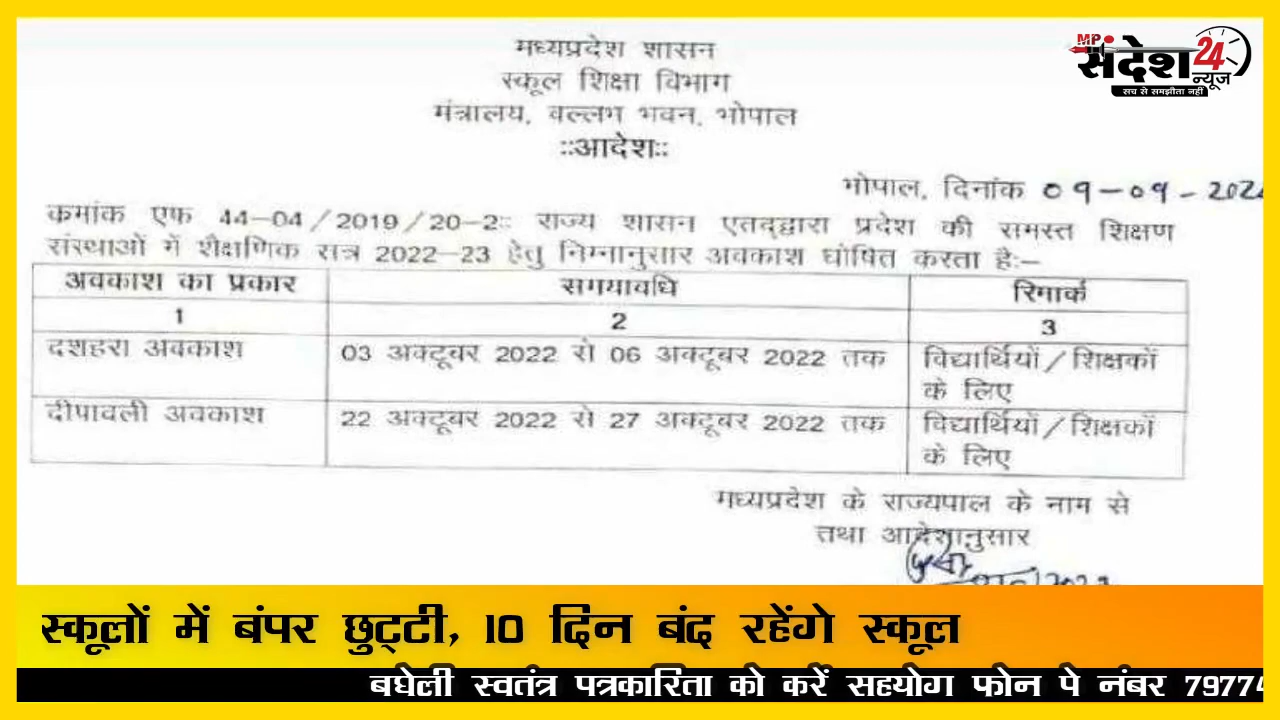 MP
संदेश 24
न्यूज
सच से समझौता नहीं
मध्यप्रदेश शासन
स्कूल शिक्षा विभाग
मंत्रालय, वल्लभ भवन, भोपाल
::आदेश::
भोपाल, दिनांक 09-09-202
क्रमांक एफ 44-04/2019/20-2:: राज्य शासन एतद्द्वारा प्रदेश की समस्त शिक्षण
संस्थाओं में शैक्षणिक सत्र 2022-23 हेतु निम्नानुसार अवकाश घोषित करता है:-
अवकाश का प्रकार समयावधि रिमार्क
1 2 3
दशहरा अवकाश 03 अक्टूबर 2022 से 06 अक्टूबर 2022 तक विद्यार्थियों/शिक्षकों
के लिए
दीपावली अवकाश 22 अक्टूबर 2022 से 27 अक्टूबर 2022 तक विद्यार्थियों/शिक्षकों
के लिए
मध्यप्रदेश के राज्यपाल के नाम से
तथा आदेशानुसार
स्कूलों में बंपर छुट्टी, 10 दिन बंद रहेंगे स्कूल
बघेली स्वतंत्र पत्रकारिता को करें सहयोग फोन पे नंबर 7977